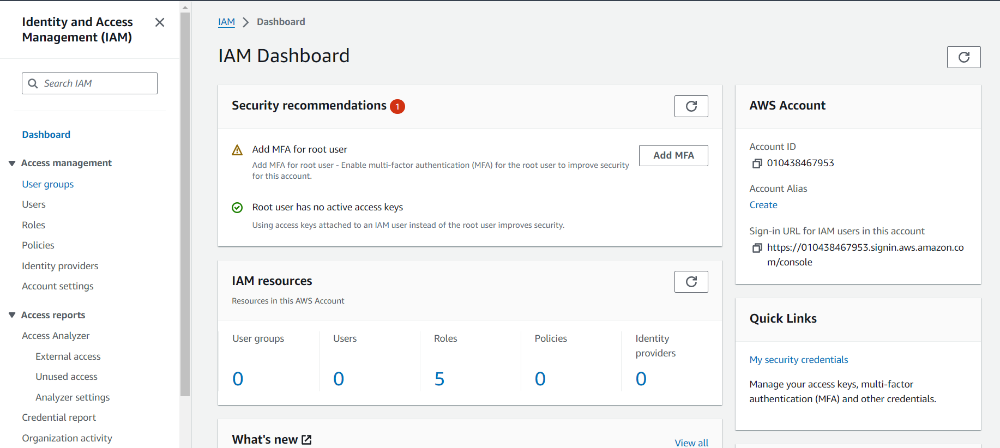 Identity and Access
Management (IAM)
Search IAM
Dashboard
Access management
User groups
Users
Roles
Policies
Identity providers
Account settings
Access reports
Access Analyzer
External access
Unused access
Analyzer settings
Credential report
Organization activity
IAM > Dashboard
IAM Dashboard
Security recommendations 1
Add MFA for root user
Add MFA for root user - Enable multi-factor authentication (MFA) for the root user to improve security
for this account.
Add MFA
Root user has no active access keys
Using access keys attached to an IAM user instead of the root user improves security.
IAM resources
Resources in this AWS Account
User groups
0
Users
0
Roles
5
Policies
0
Identity
providers
0
What's new
View all
AWS Account
Account ID
010438467953
Account Alias
Create
Sign-in URL for IAM users in this account
https://010438467953.signin.aws.amazon.co
m/console
Quick Links
My security credentials
Manage your access keys, multi-factor
authentication (MFA) and other credentials.